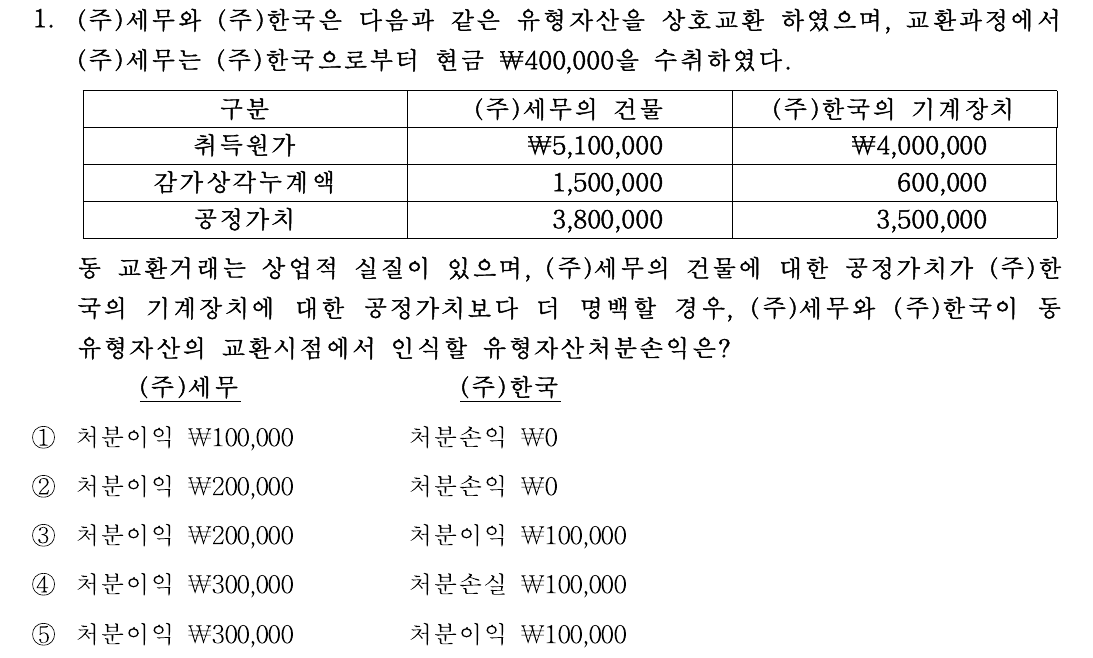 1. (주)세무와 (주)한국은 다음과 같은 유형자산을 상호교환 하였으며, 교환과정에서
(주)세무는 (주)한국으로부터 현금 ₩400,000을 수취하였다.
구분 (주)세무의 건물 (주)한국의 기계장치
취득원가 ₩5,100,000 ₩4,000,000
감가상각누계액 1,500,000 600,000
공정가치 3,800,000 3,500,000
동 교환거래는 상업적 실질이 있으며, (주)세무의 건물에 대한 공정가치가 (주)한
국의 기계장치에 대한 공정가치보다 더 명백할 경우, (주)세무와 (주)한국이 동
유형자산의 교환시점에서 인식할 유형자산처분손익은?
(주)세무 (주)한국
① 처분이익 ₩100,000 처분손익 ₩0
② 처분이익 ₩200,000 처분손익 ₩0
③ 처분이익 ₩200,000 처분이익 ₩100,000
④ 처분이익 ₩300,000 처분손실 ₩100,000
⑤ 처분이익 ₩300,000 처분이익 ₩100,000